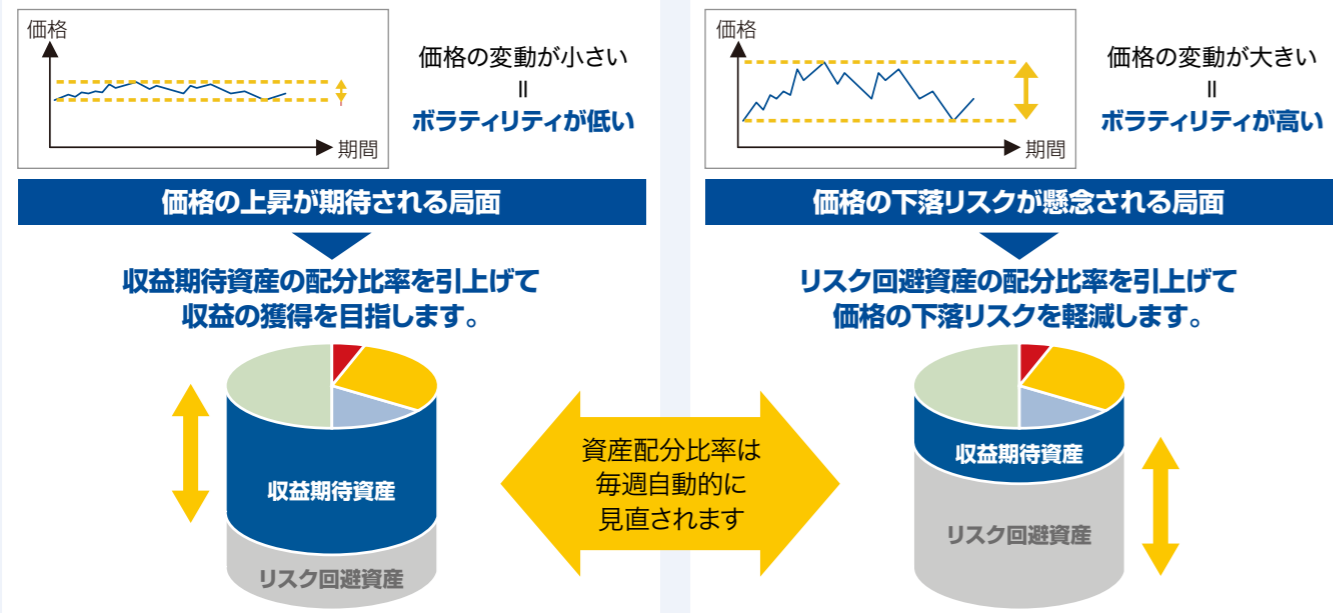 価格
期間
価格の変動が小さい
=
ボラティリティが低い
価格の上昇が期待される局面
収益期待資産の配分比率を引上げて
収益の獲得を目指します。
収益期待資産
リスク回避資産
資産配分比率は
毎週自動的に
見直されます
価格
期間
価格の変動が大きい
=
ボラティリティが高い
価格の下落リスクが懸念される局面
リスク回避資産の配分比率を引上げて
価格の下落リスクを軽減します。
収益期待資産
リスク回避資産